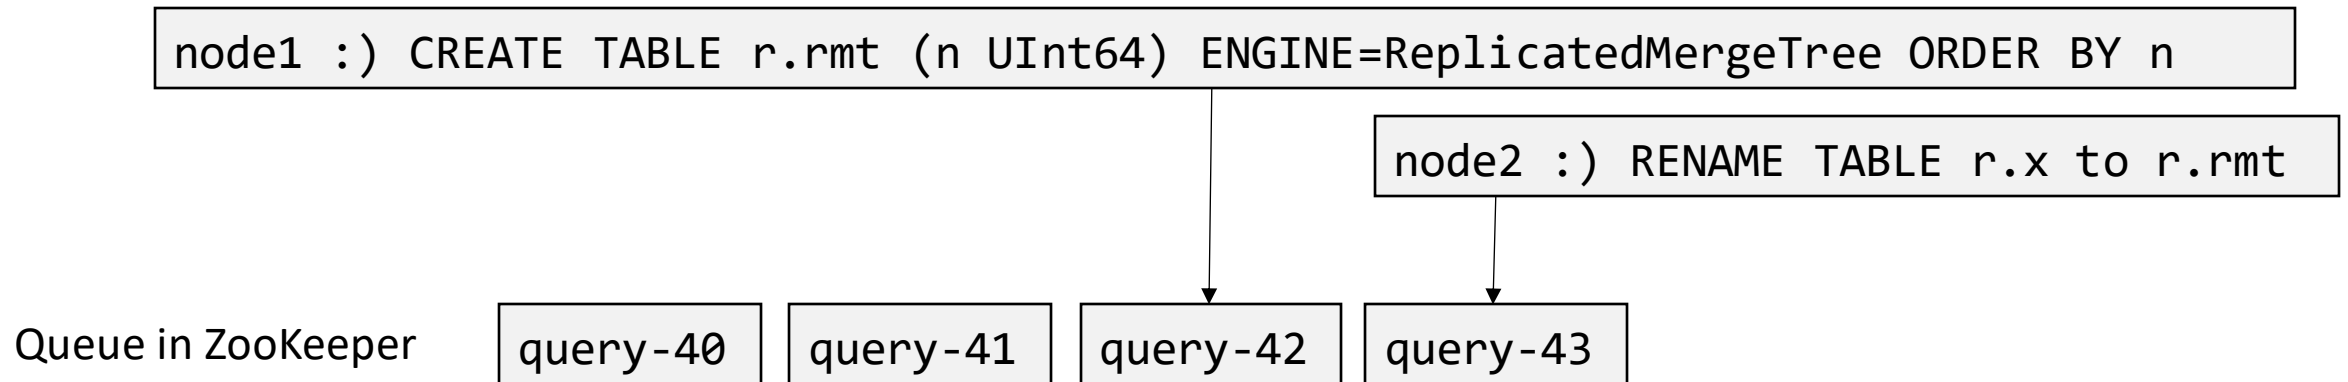 node1 :) CREATE TABLE r.rmt (n UInt64) ENGINE=ReplicatedMergeTree ORDER BY n
node2 :) RENAME TABLE r.x to r.rmt
Queue in ZooKeeper query-40 query-41 query-42 query-43